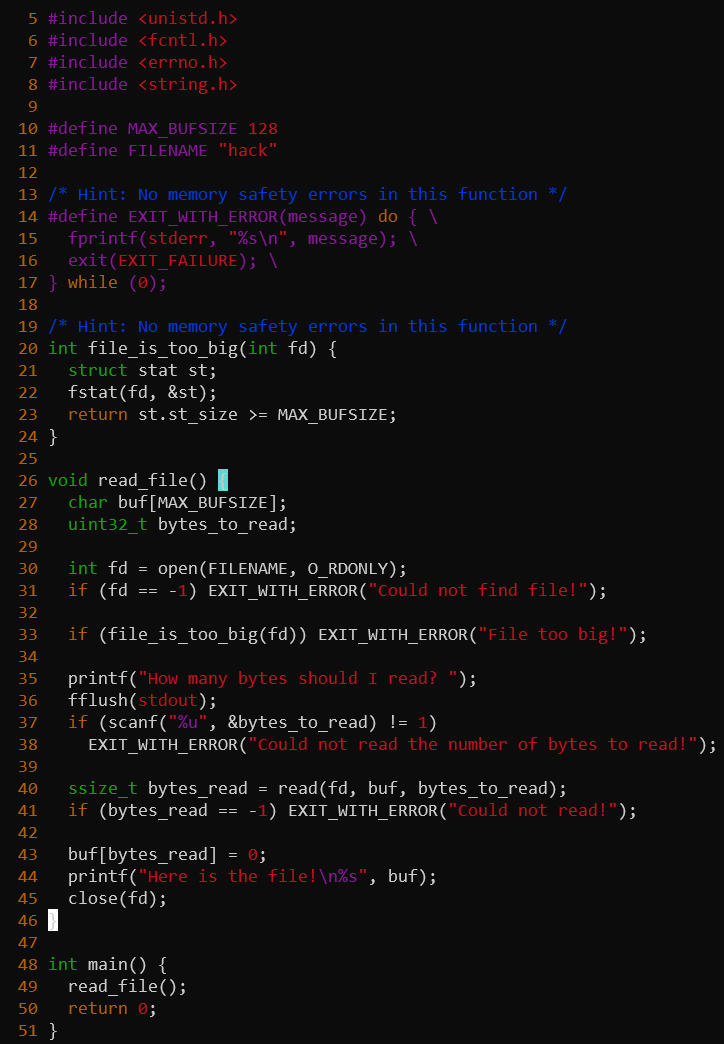 5 #include <unistd.h>
6 #include <fcntl.h>
7 #include <errno.h>
8 #include <string.h>
9
10 #define MAX_BUFSIZE 128
11 #define FILENAME "hack"
12
13 /* Hint: No memory safety errors in this function */
14 #define EXIT_WITH_ERROR(message) do { \
15   fprintf(stderr, "%s\n", message); \
16   exit(EXIT_FAILURE); \
17 } while (0);
18
19 /* Hint: No memory safety errors in this function */
20 int file_is_too_big(int fd) {
21   struct stat st;
22   fstat(fd, &st);
23   return st.st_size >= MAX_BUFSIZE;
24 }
25
26 void read_file() {
27   char buf[MAX_BUFSIZE];
28   uint32_t bytes_to_read;
29
30   int fd = open(FILENAME, O_RDONLY);
31   if (fd == -1) EXIT_WITH_ERROR("Could not find file!");
32
33   if (file_is_too_big(fd)) EXIT_WITH_ERROR("File too big!");
34
35   printf("How many bytes should I read? ");
36   fflush(stdout);
37   if (scanf("%u", &bytes_to_read) != 1)
38     EXIT_WITH_ERROR("Could not read the number of bytes to read!");
39
40   ssize_t bytes_read = read(fd, buf, bytes_to_read);
41   if (bytes_read == -1) EXIT_WITH_ERROR("Could not read!");
42
43   buf[bytes_read] = 0;
44   printf("Here is the file!\n%s", buf);
45   close(fd);
46 }
47
48 int main() {
49   read_file();
50   return 0;
51 }